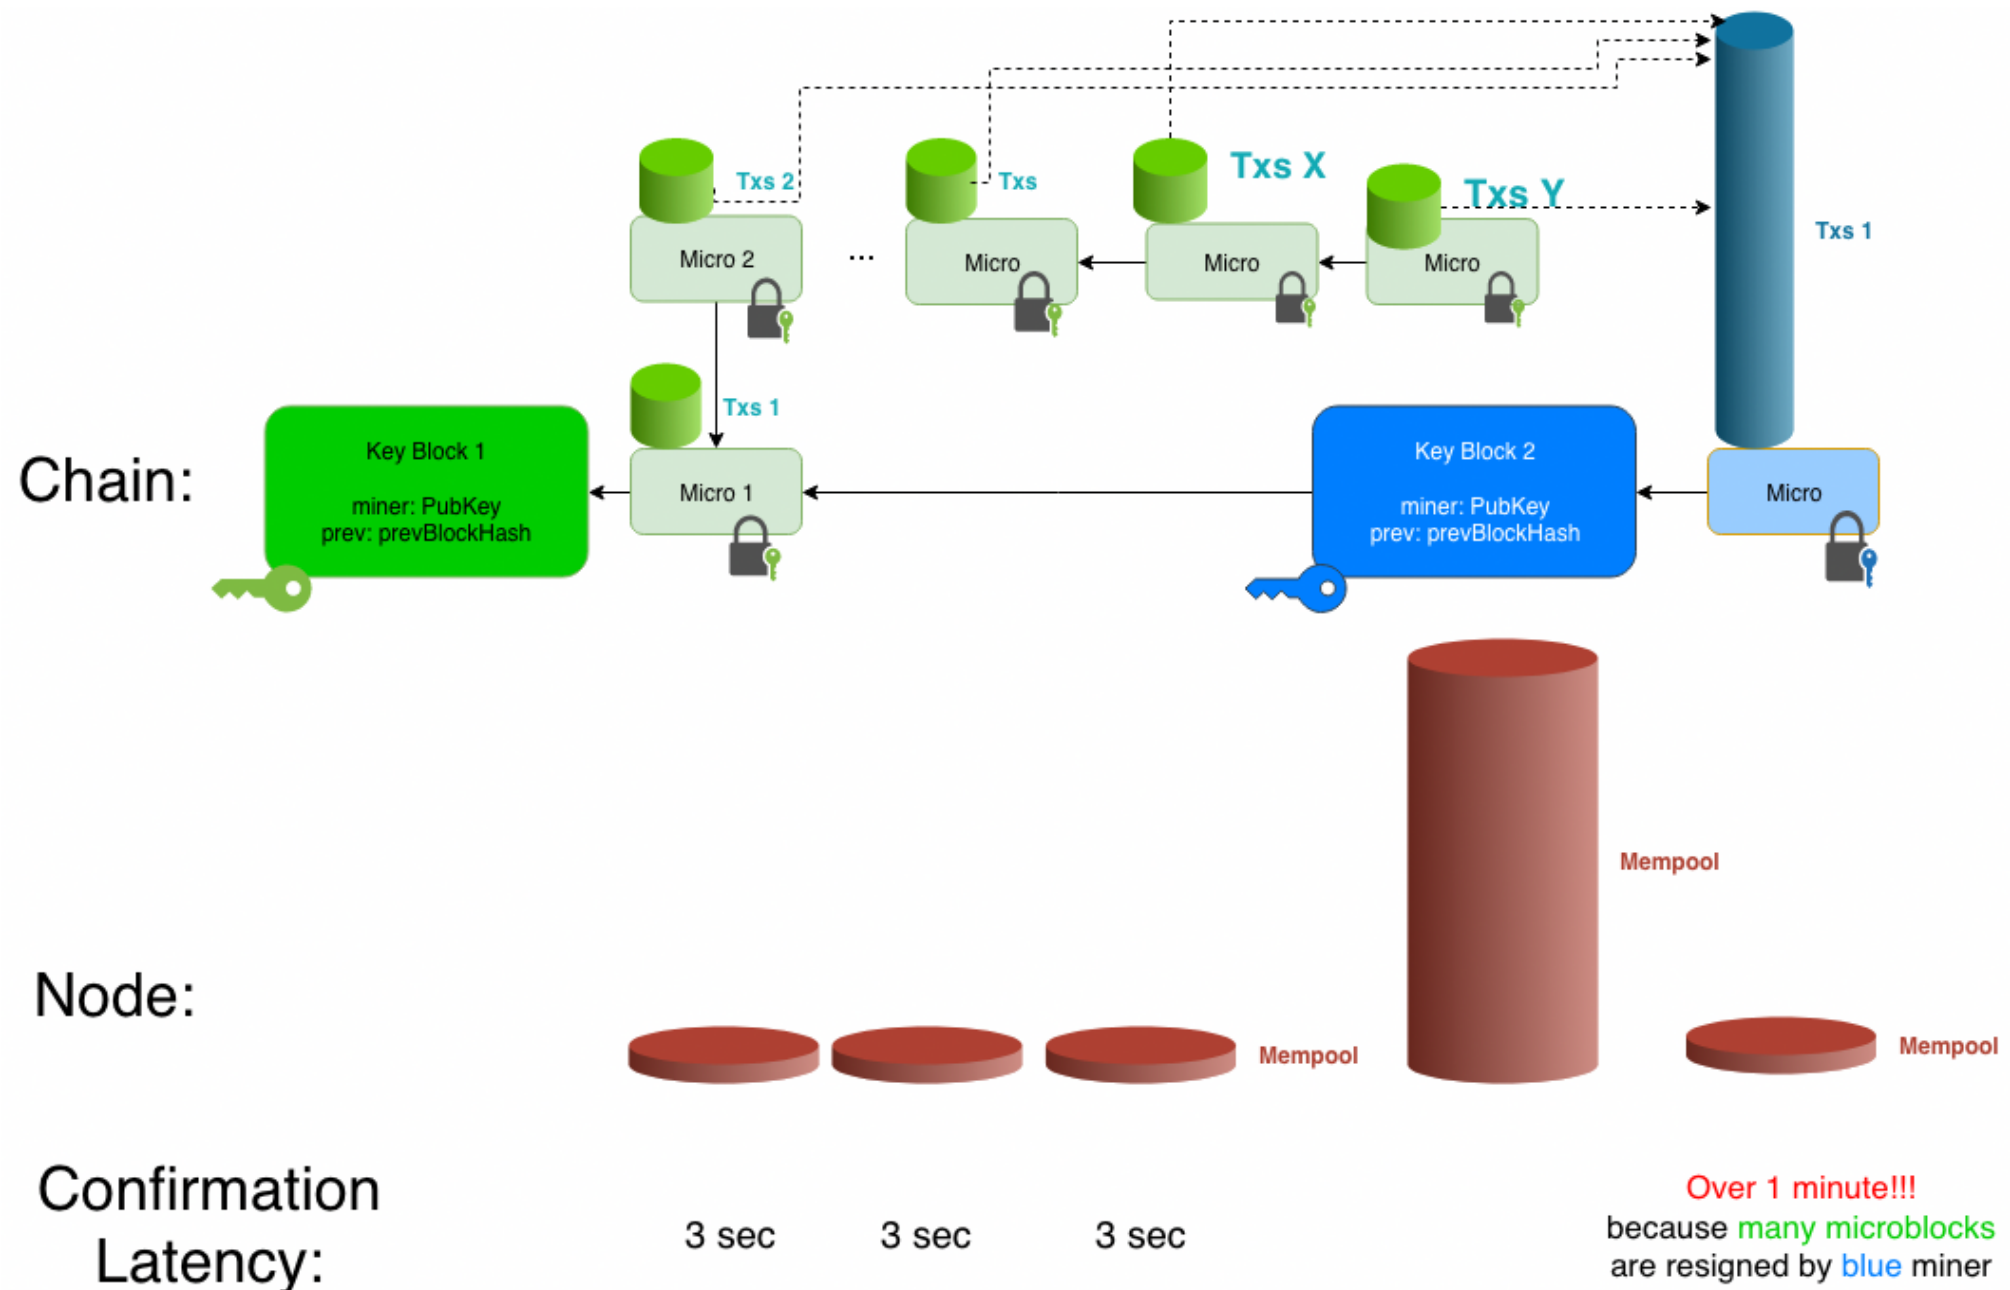 Txs 2
Txs
Txs X
Txs Y
Txs 1
Micro 2
...
Micro
Micro
Micro
Txs 1
Chain:
Key Block 1
miner: PubKey
prev: prevBlockHash
Micro 1
Key Block 2
miner: PubKey
prev: prevBlockHash
Micro
Mempool
Node:
Mempool
Mempool
Confirmation
Latency:
3 sec
3 sec
3 sec
Over 1 minute!!!
because many microblocks
are resigned by blue miner